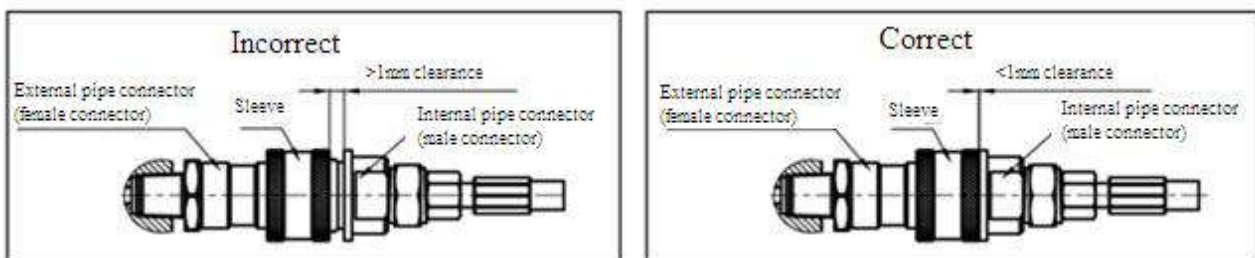 Incorrect
>1mm clearance
External pipe connector
(female connector)
Sleeve
Internal pipe connector
(male connector)
Correct
<1mm clearance
External pipe connector
(female connector)
Sleeve
Internal pipe connector
(male connector)